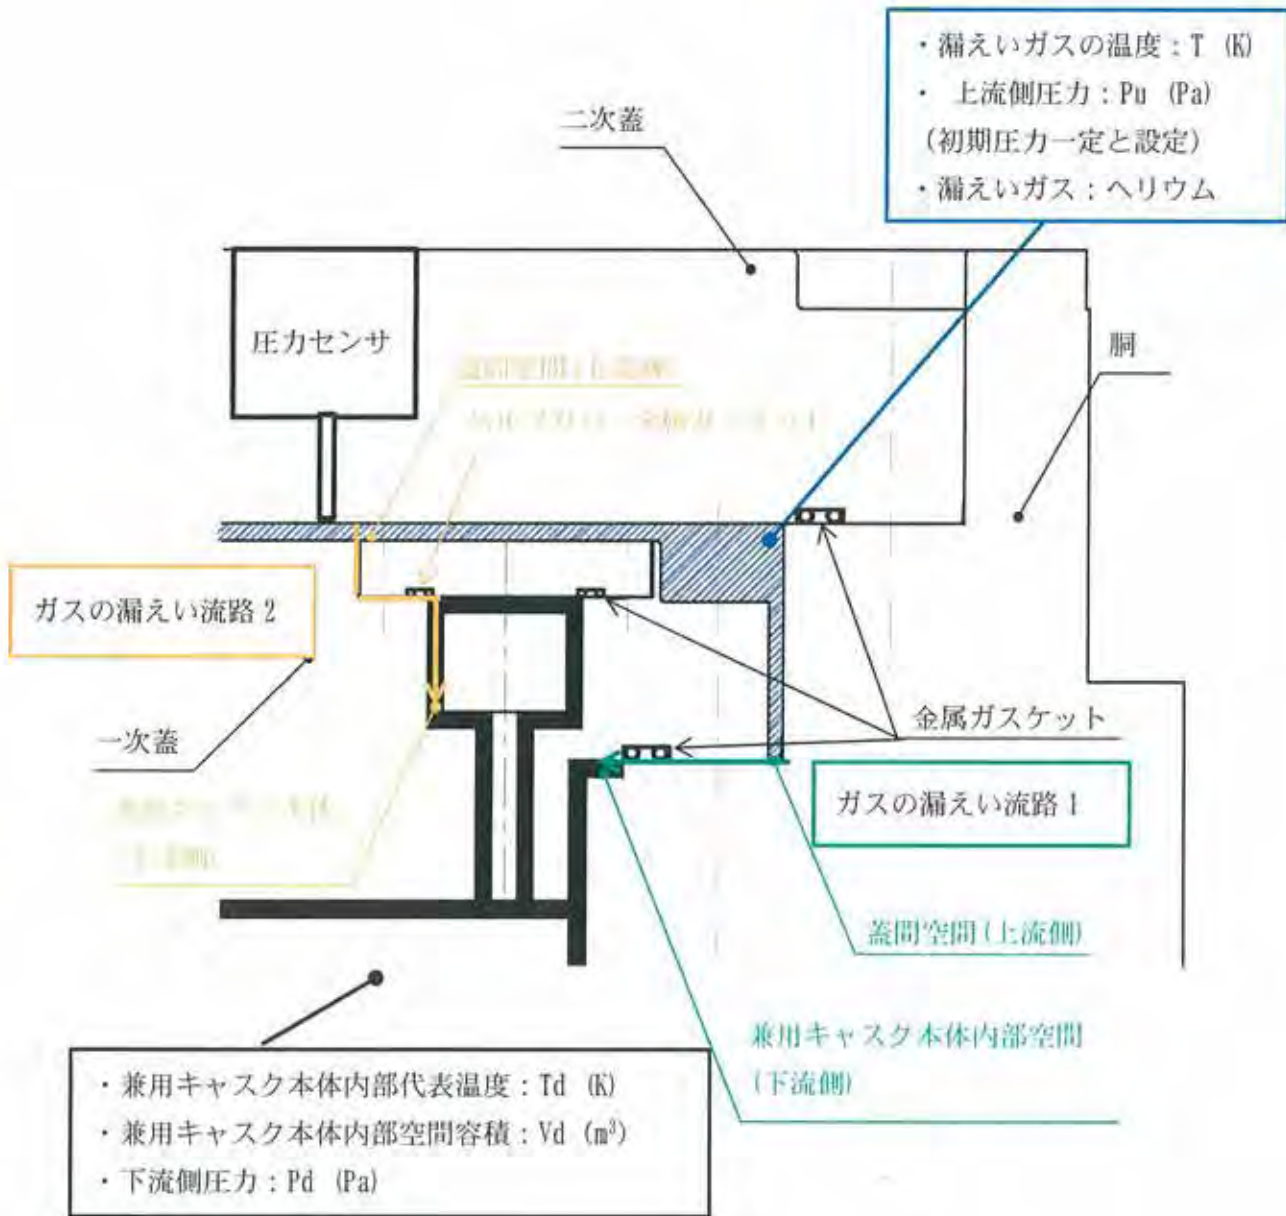 ・漏えいガスの温度：T (K)
・ 上流側圧力：Pu (Pa)
(初期圧力一定と設定)
・漏えいガス：ヘリウム
二次蓋
圧力センサ
胴
ガスの漏えい流路 2
一次蓋
金属ガスケット
ガスの漏えい流路 1
蓋間空間(上流側)
兼用キャスク本体内部空間
(下流側)
・兼用キャスク本体内部代表温度：Td (K)
・兼用キャスク本体内部空間容積：Vd (m³)
・下流側圧力：Pd (Pa)